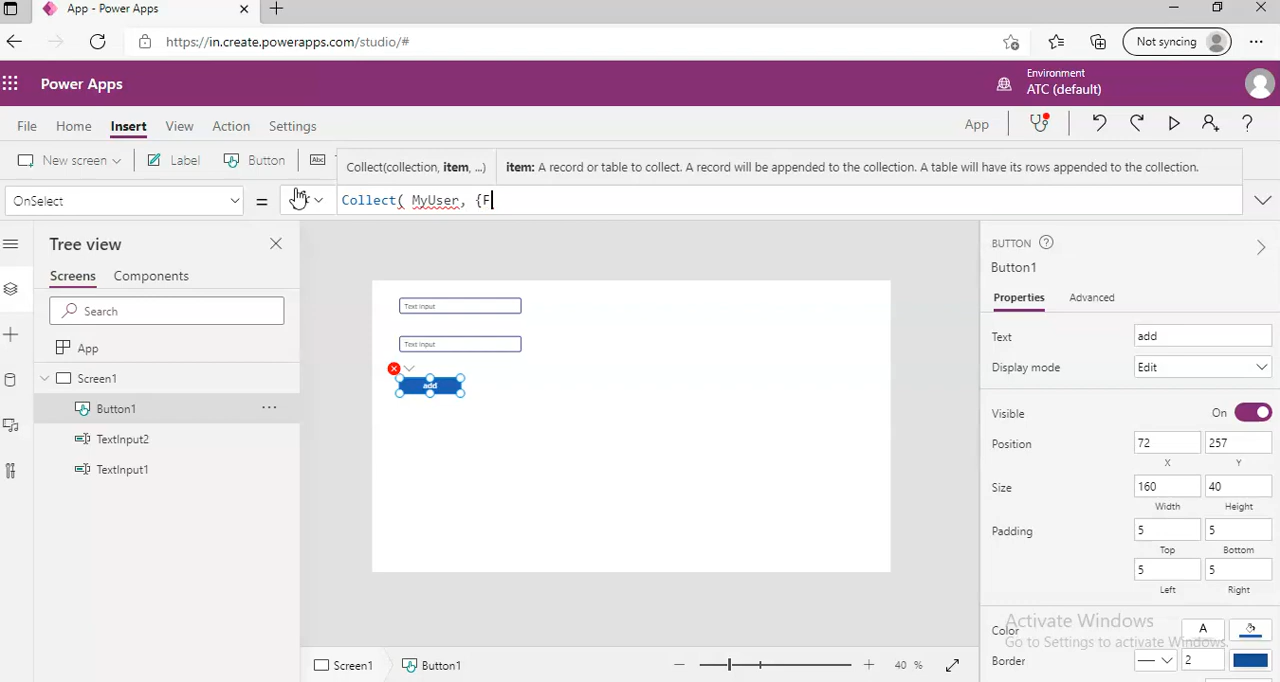 App - Power Apps
https://in.create.powerapps.com/studio/#
Not syncing
Power Apps
Environment
ATC (default)
File Home Insert View Action Settings
App
New screen Label Button Abc
Collect(collection, item, ...) item: A record or table to collect. A record will be appended to the collection. A table will have its rows appended to the collection.
OnSelect = Collect( MyUser, {F
Tree view
Screens Components
Search
App
Screen1
Button1
TextInput2
TextInput1
Text input
Text input
add
BUTTON
Button1
Properties Advanced
Text add
Display mode Edit
Visible On
Position 72 257
X Y
Size 160 40
Width Height
Padding 5 5
Top Bottom
5 5
Left Right
Color A
Border 2
Activate Windows
Go to Settings to activate Windows.
Screen1 Button1 40 %